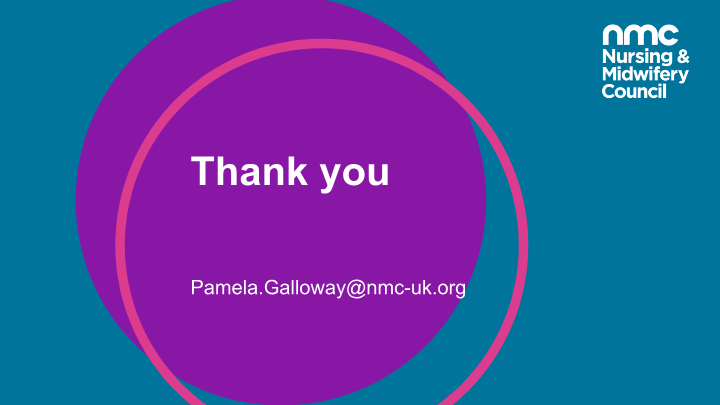 nmc
Nursing &
Midwifery
Council
Thank you
Pamela.Galloway@nmc-uk.org